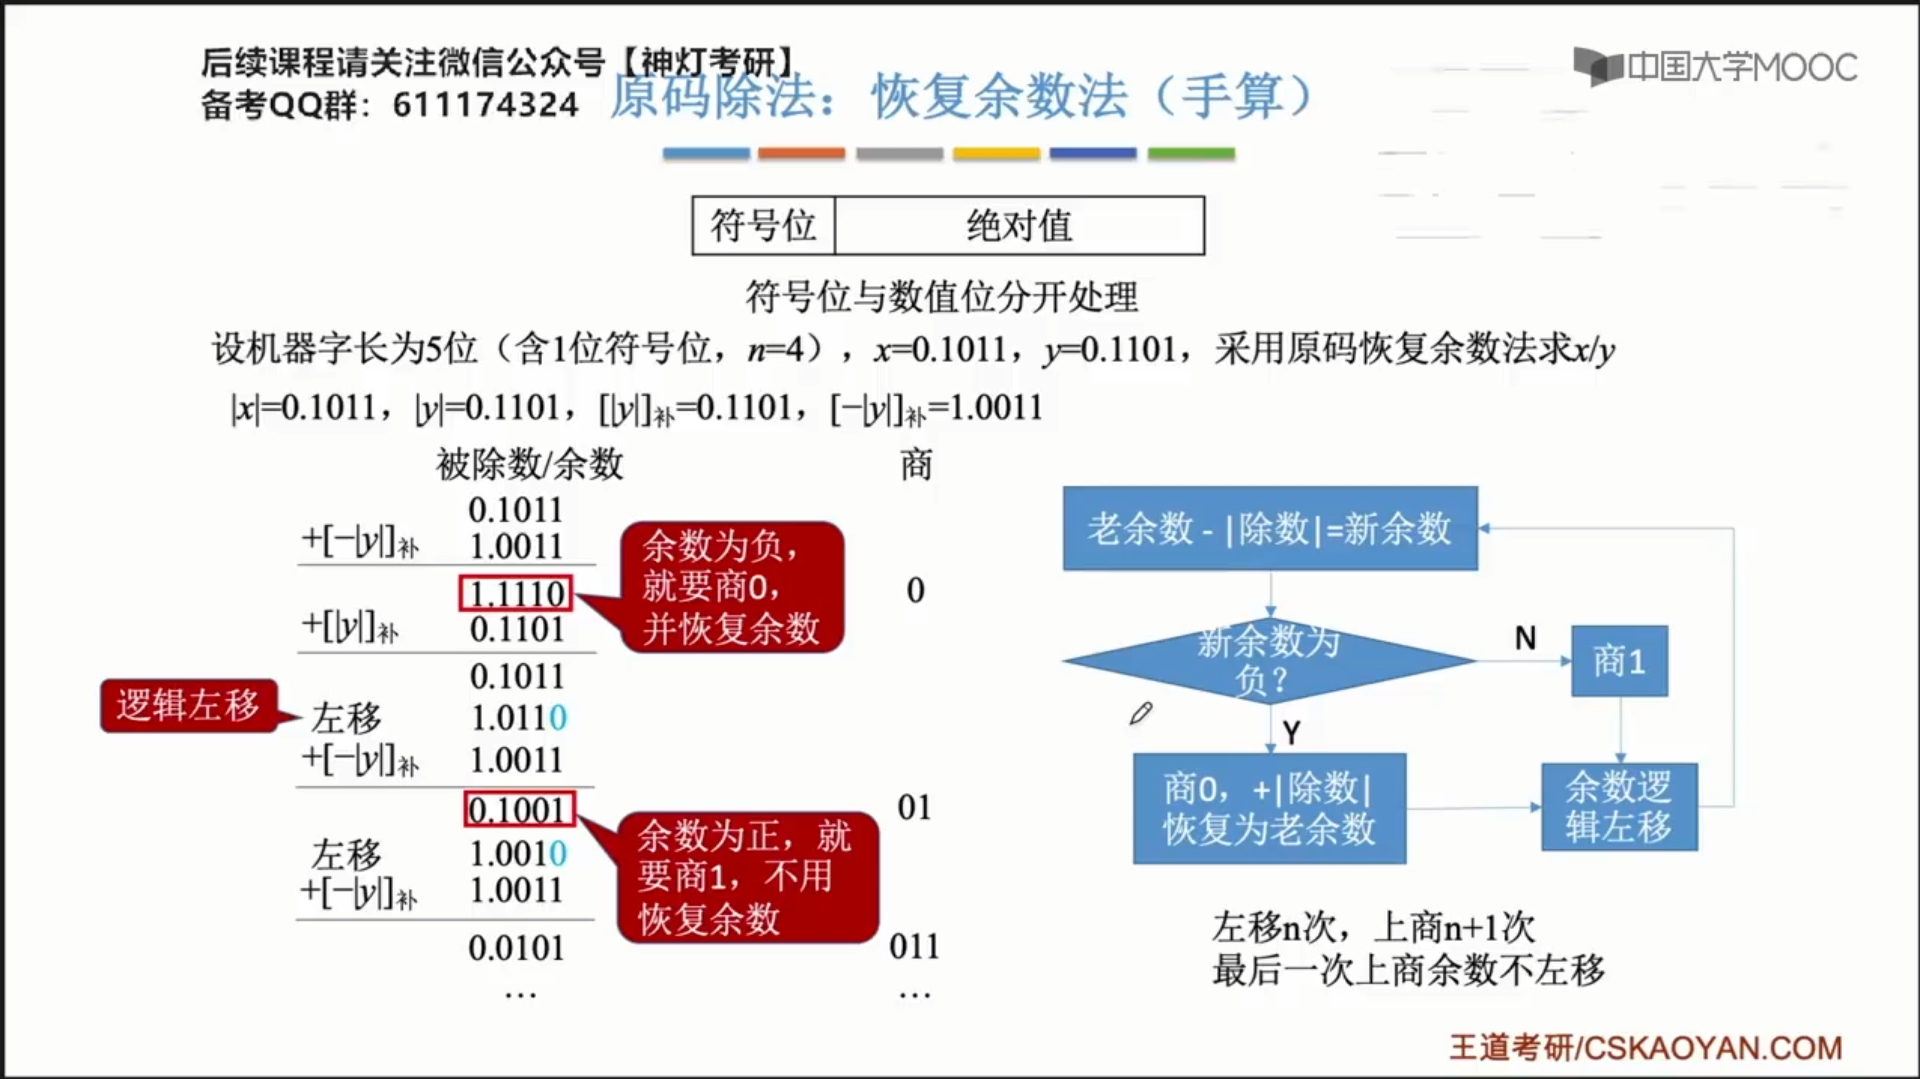 后续课程请关注微信公众号【神灯考研】
备考QQ群：611174324
中国大学MOOC
原码除法：恢复余数法（手算）
符号位 绝对值
符号位与数值位分开处理
设机器字长为5位（含1位符号位，n=4），x=0.1011，y=0.1101，采用原码恢复余数法求x/y
|x|=0.1011，|y|=0.1101，[|y|]补=0.1101，[−|y|]补=1.0011
被除数/余数 商
0.1011
+[−|y|]补 1.0011
1.1110 0
+[|y|]补 0.1101
0.1011
左移 1.0110
+[−|y|]补 1.0011
0.1001 01
左移 1.0010
+[−|y|]补 1.0011
0.0101 011
… …
余数为负，
就要商0，
并恢复余数
逻辑左移
余数为正，就
要商1，不用
恢复余数
老余数 - |除数|=新余数
新余数为
负？
N
商1
Y
商0，+|除数|
恢复为老余数
余数逻
辑左移
左移n次，上商n+1次
最后一次上商余数不左移
王道考研/CSKAOYAN.COM